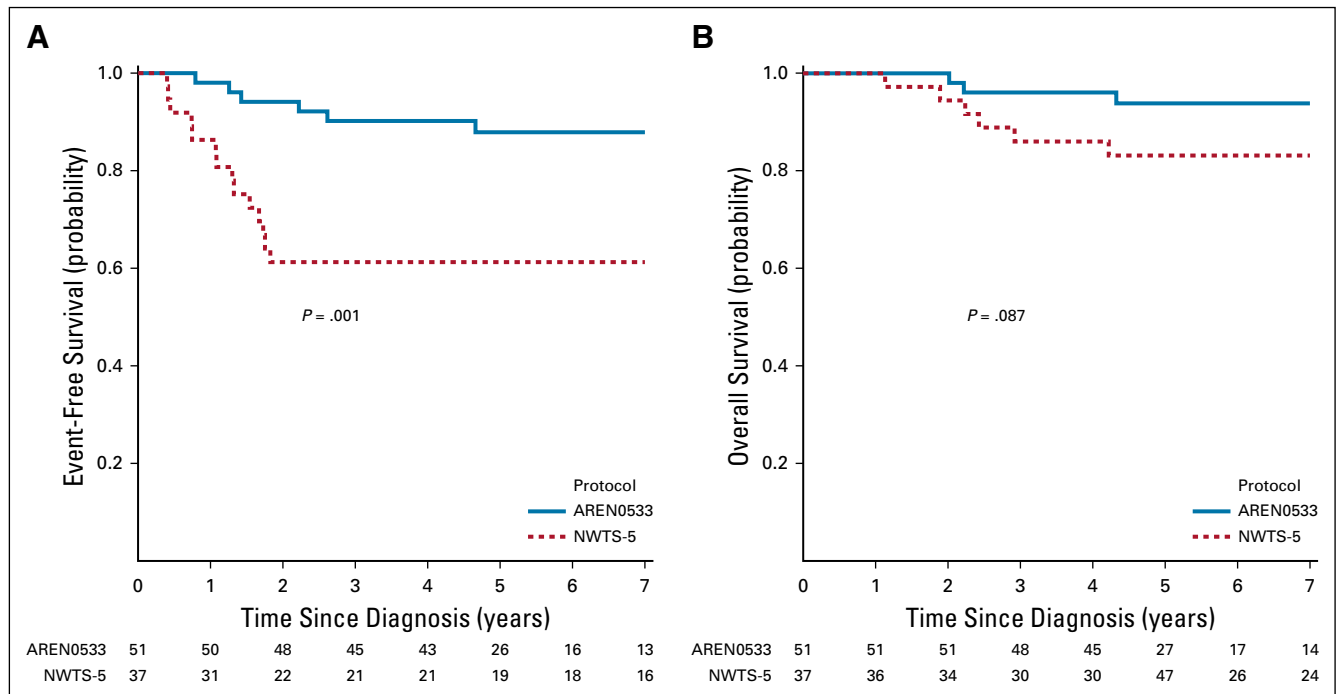 A
Event-Free Survival (probability)
1.0
0.8
0.6
0.4
0.2
P = .001
Protocol
AREN0533
NWTS-5
0 1 2 3 4 5 6 7
Time Since Diagnosis (years)
AREN0533 51 50 48 45 43 26 16 13
NWTS-5 37 31 22 21 21 19 18 16
B
Overall Survival (probability)
1.0
0.8
0.6
0.4
0.2
P = .087
Protocol
AREN0533
NWTS-5
0 1 2 3 4 5 6 7
Time Since Diagnosis (years)
AREN0533 51 51 51 48 45 27 17 14
NWTS-5 37 36 34 30 30 47 26 24